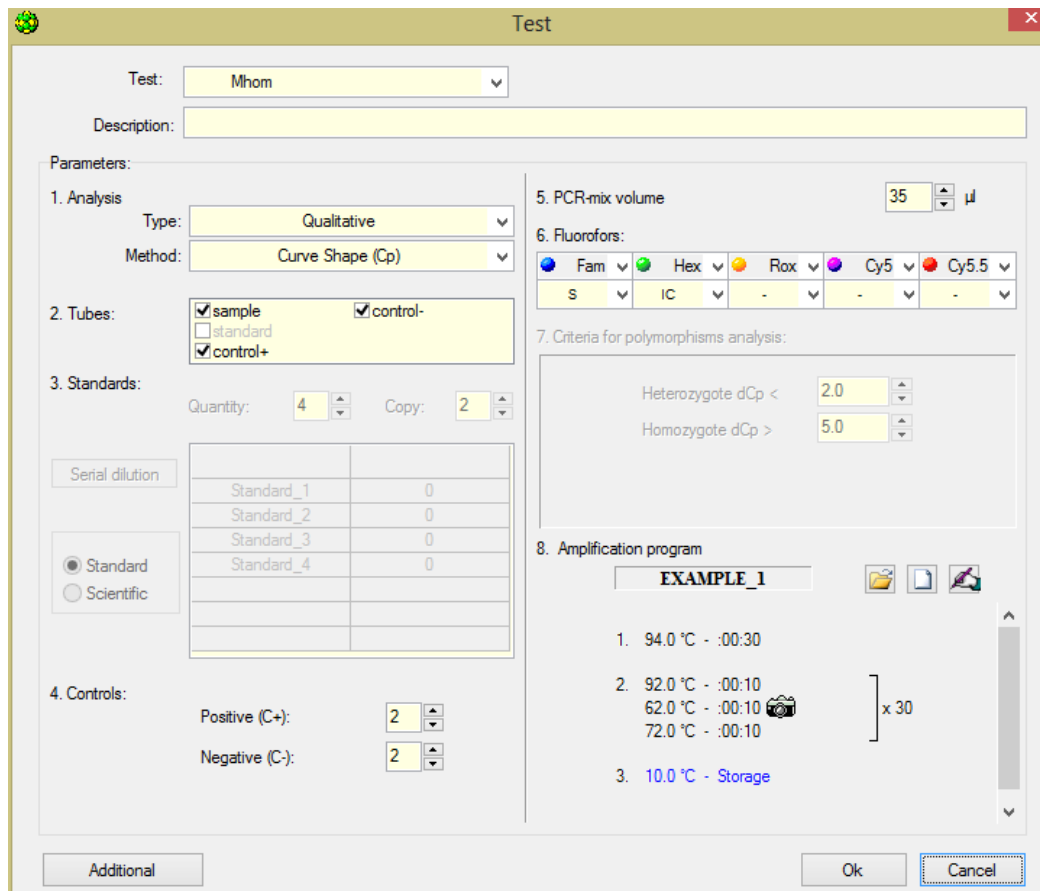 Test
Test: Mhom
Description:
Parameters:
1. Analysis
Type: Qualitative
Method: Curve Shape (Cp)
2. Tubes: sample control-
standard
control+
3. Standards:
Quantity: 4 Copy: 2
Serial dilution
Standard_1 0
Standard_2 0
Standard_3 0
Standard_4 0
Standard
Scientific
4. Controls:
Positive (C+): 2
Negative (C-): 2
5. PCR-mix volume 35 µl
6. Fluorofors:
Fam Hex Rox Cy5 Cy5.5
S IC - - -
7. Criteria for polymorphisms analysis:
Heterozygote dCp < 2.0
Homozygote dCp > 5.0
8. Amplification program
EXAMPLE_1
1. 94.0 °C - :00:30
2. 92.0 °C - :00:10
62.0 °C - :00:10 x 30
72.0 °C - :00:10
3. 10.0 °C - Storage
Additional Ok Cancel